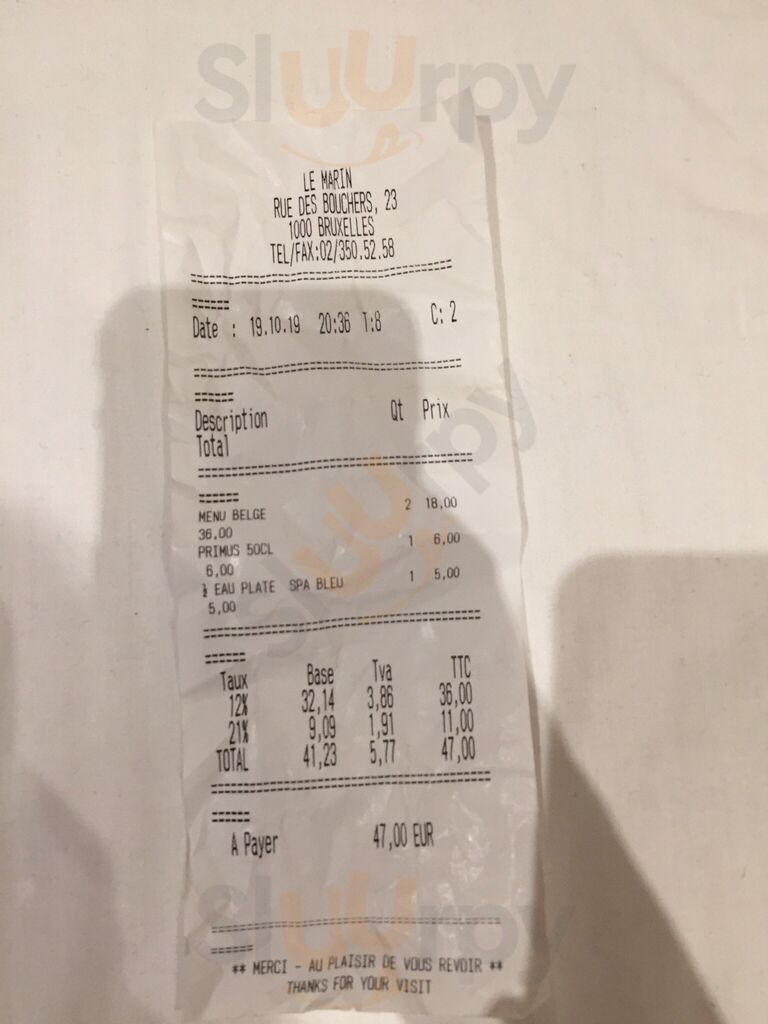 Sluurpy
LE MARIN
RUE DES BOUCHERS, 23
1000 BRUXELLES
TEL/FAX:02/350.52.58
======================================
======
Date : 19.10.19 20:36 T:8 C: 2
======================================
======
Description Qt Prix
Total
======================================
======
MENU BELGE 2 18,00
36,00
PRIMUS 50CL 1 6,00
6,00
½ EAU PLATE SPA BLEU 1 5,00
5,00
======================================
======
Taux Base Tva TTC
12% 32,14 3,86 36,00
21% 9,09 1,91 11,00
TOTAL 41,23 5,77 47,00
======================================
======
A Payer 47,00 EUR
======================================
======
** MERCI - AU PLAISIR DE VOUS REVOIR **
THANKS FOR YOUR VISIT
Sluurpy
Sluurpy